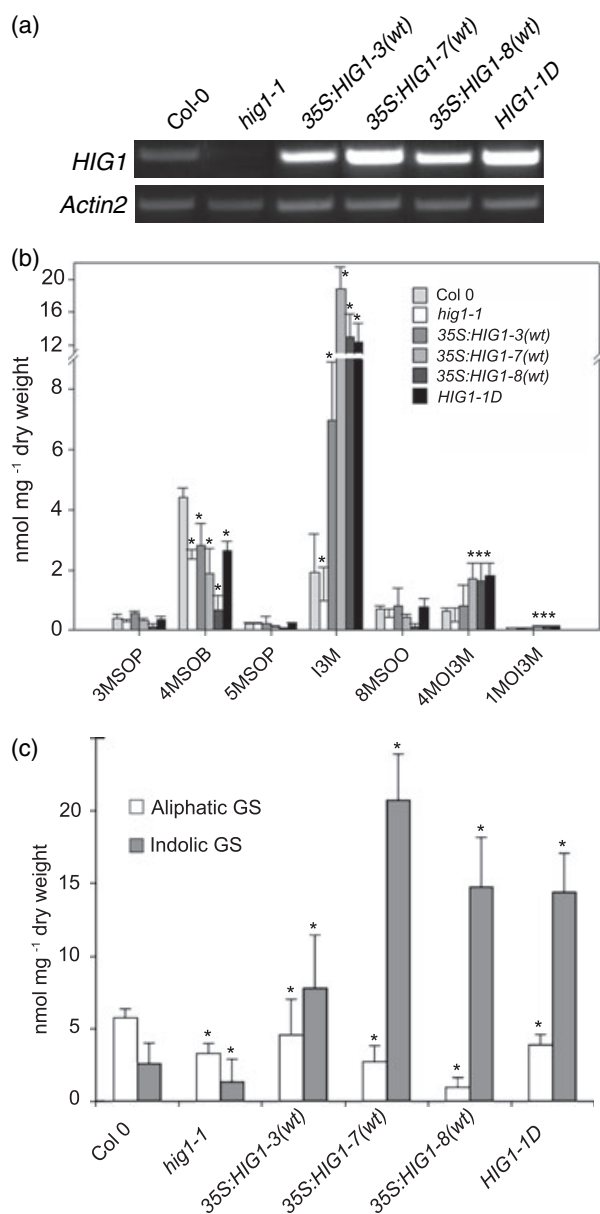 (a)
Col-0
hig1-1
35S:HIG1-3(wt)
35S:HIG1-7(wt)
35S:HIG1-8(wt)
HIG1-1D
HIG1
Actin2
(b)
nmol mg -1 dry weight
20
16
12
8
4
2
0
Col 0
hig1-1
35S:HIG1-3(wt)
35S:HIG1-7(wt)
35S:HIG1-8(wt)
HIG1-1D
* * * * *
* * * * *
***
***
3MSOP
4MSOB
5MSOP
I3M
8MSOO
4MOI3M
1MOI3M
(c)
nmol mg -1 dry weight
20
15
10
5
0
Aliphatic GS
Indolic GS
* * * * * * * * * *
Col 0
hig1-1
35S:HIG1-3(wt)
35S:HIG1-7(wt)
35S:HIG1-8(wt)
HIG1-1D